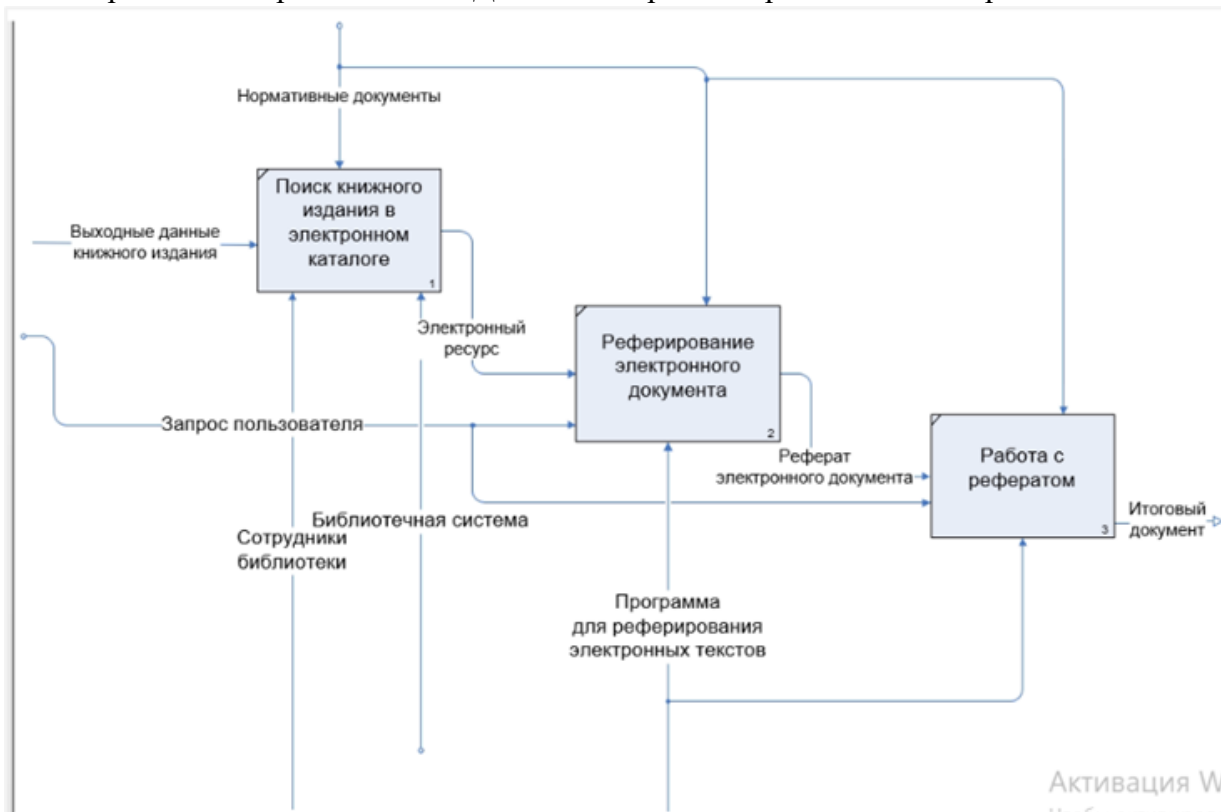 Нормативные документы
Поиск книжного
издания в
электронном
каталоге
1
Выходные данные
книжного издания
Электронный
ресурс
Реферирование
электронного
документа
2
Запрос пользователя
Реферат
электронного документа
Работа с
рефератом
3
Итоговый
документ
Библиотечная система
Сотрудники
библиотеки
Программа
для реферирования
электронных текстов
Активация W